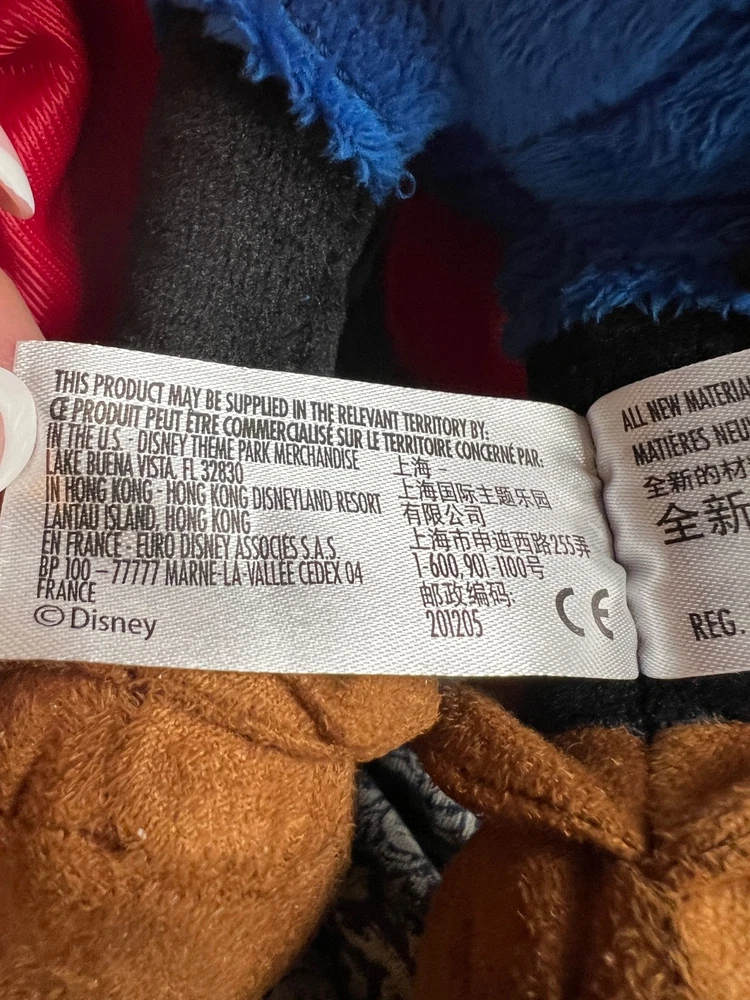 THIS PRODUCT MAY BE SUPPLIED IN THE RELEVANT TERRITORY BY:
CE PRODUIT PEUT ÊTRE COMMERCIALISÉ SUR LE TERRITOIRE CONCERNÉ PAR:
IN THE U.S. - DISNEY THEME PARK MERCHANDISE
LAKE BUENA VISTA, FL 32830
IN HONG KONG - HONG KONG DISNEYLAND RESORT
LANTAU ISLAND, HONG KONG
EN FRANCE - EURO DISNEY ASSOCIES S.A.S.
BP 100 – 77777 MARNE-LA-VALLEE CEDEX 04
FRANCE
©Disney
上海 -
上海国际主题乐园
有限公司
上海市申迪西路255弄
1-600,901-1100号
邮政编码:
201205
CE
ALL NEW
MATIÈRES
全新的
全新
REG.